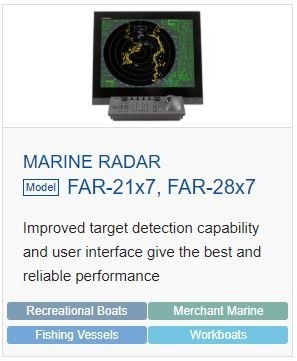 MARINE RADAR
Model FAR-21x7, FAR-28x7
Improved target detection capability
and user interface give the best and
reliable performance
Recreational Boats
Merchant Marine
Fishing Vessels
Workboats